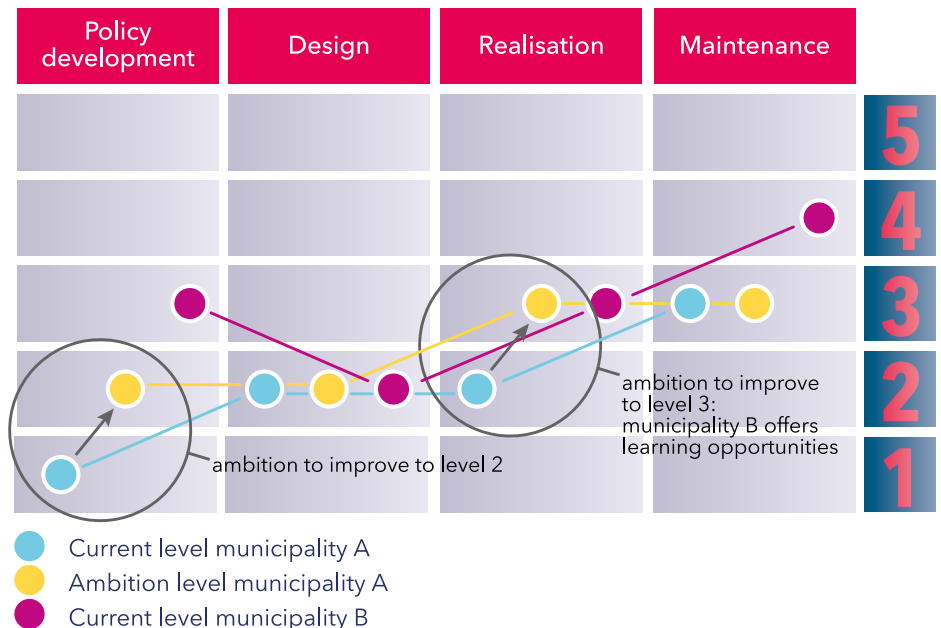 Policy
development
Design
Realisation
Maintenance
5
4
3
2
1
ambition to improve
to level 3:
municipality B offers
learning opportunities
ambition to improve to level 2
Current level municipality A
Ambition level municipality A
Current level municipality B